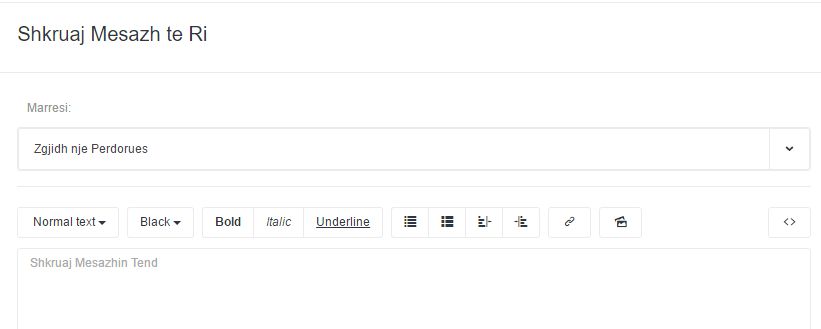 Shkruaj Mesazh te Ri
Marresi:
Zgjidh nje Perdorues
Normal text Black Bold Italic Underline <>
Shkruaj Mesazhin Tend